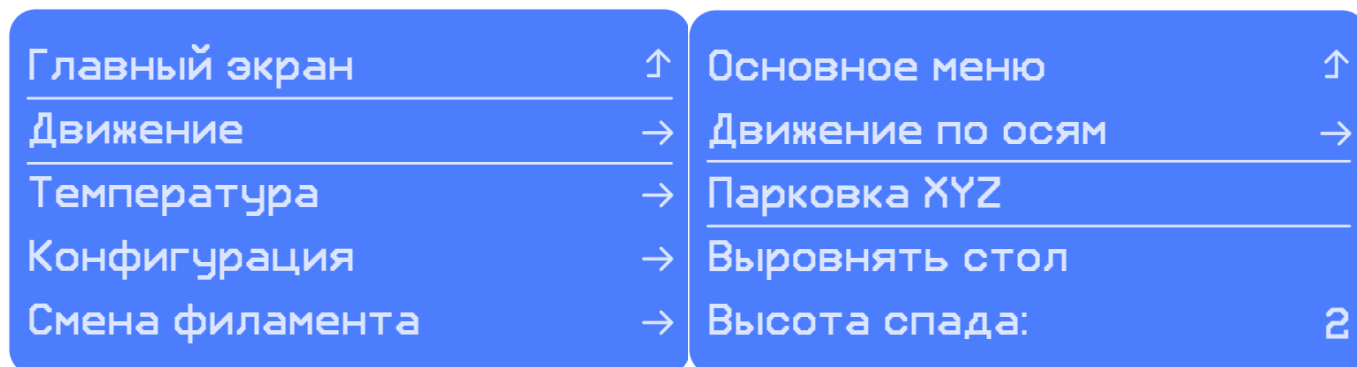 Главный экран
Движение
Температура
Конфигурация
Смена филамента
Основное меню
Движение по осям
Парковка XYZ
Выровнять стол
Высота спада: 2